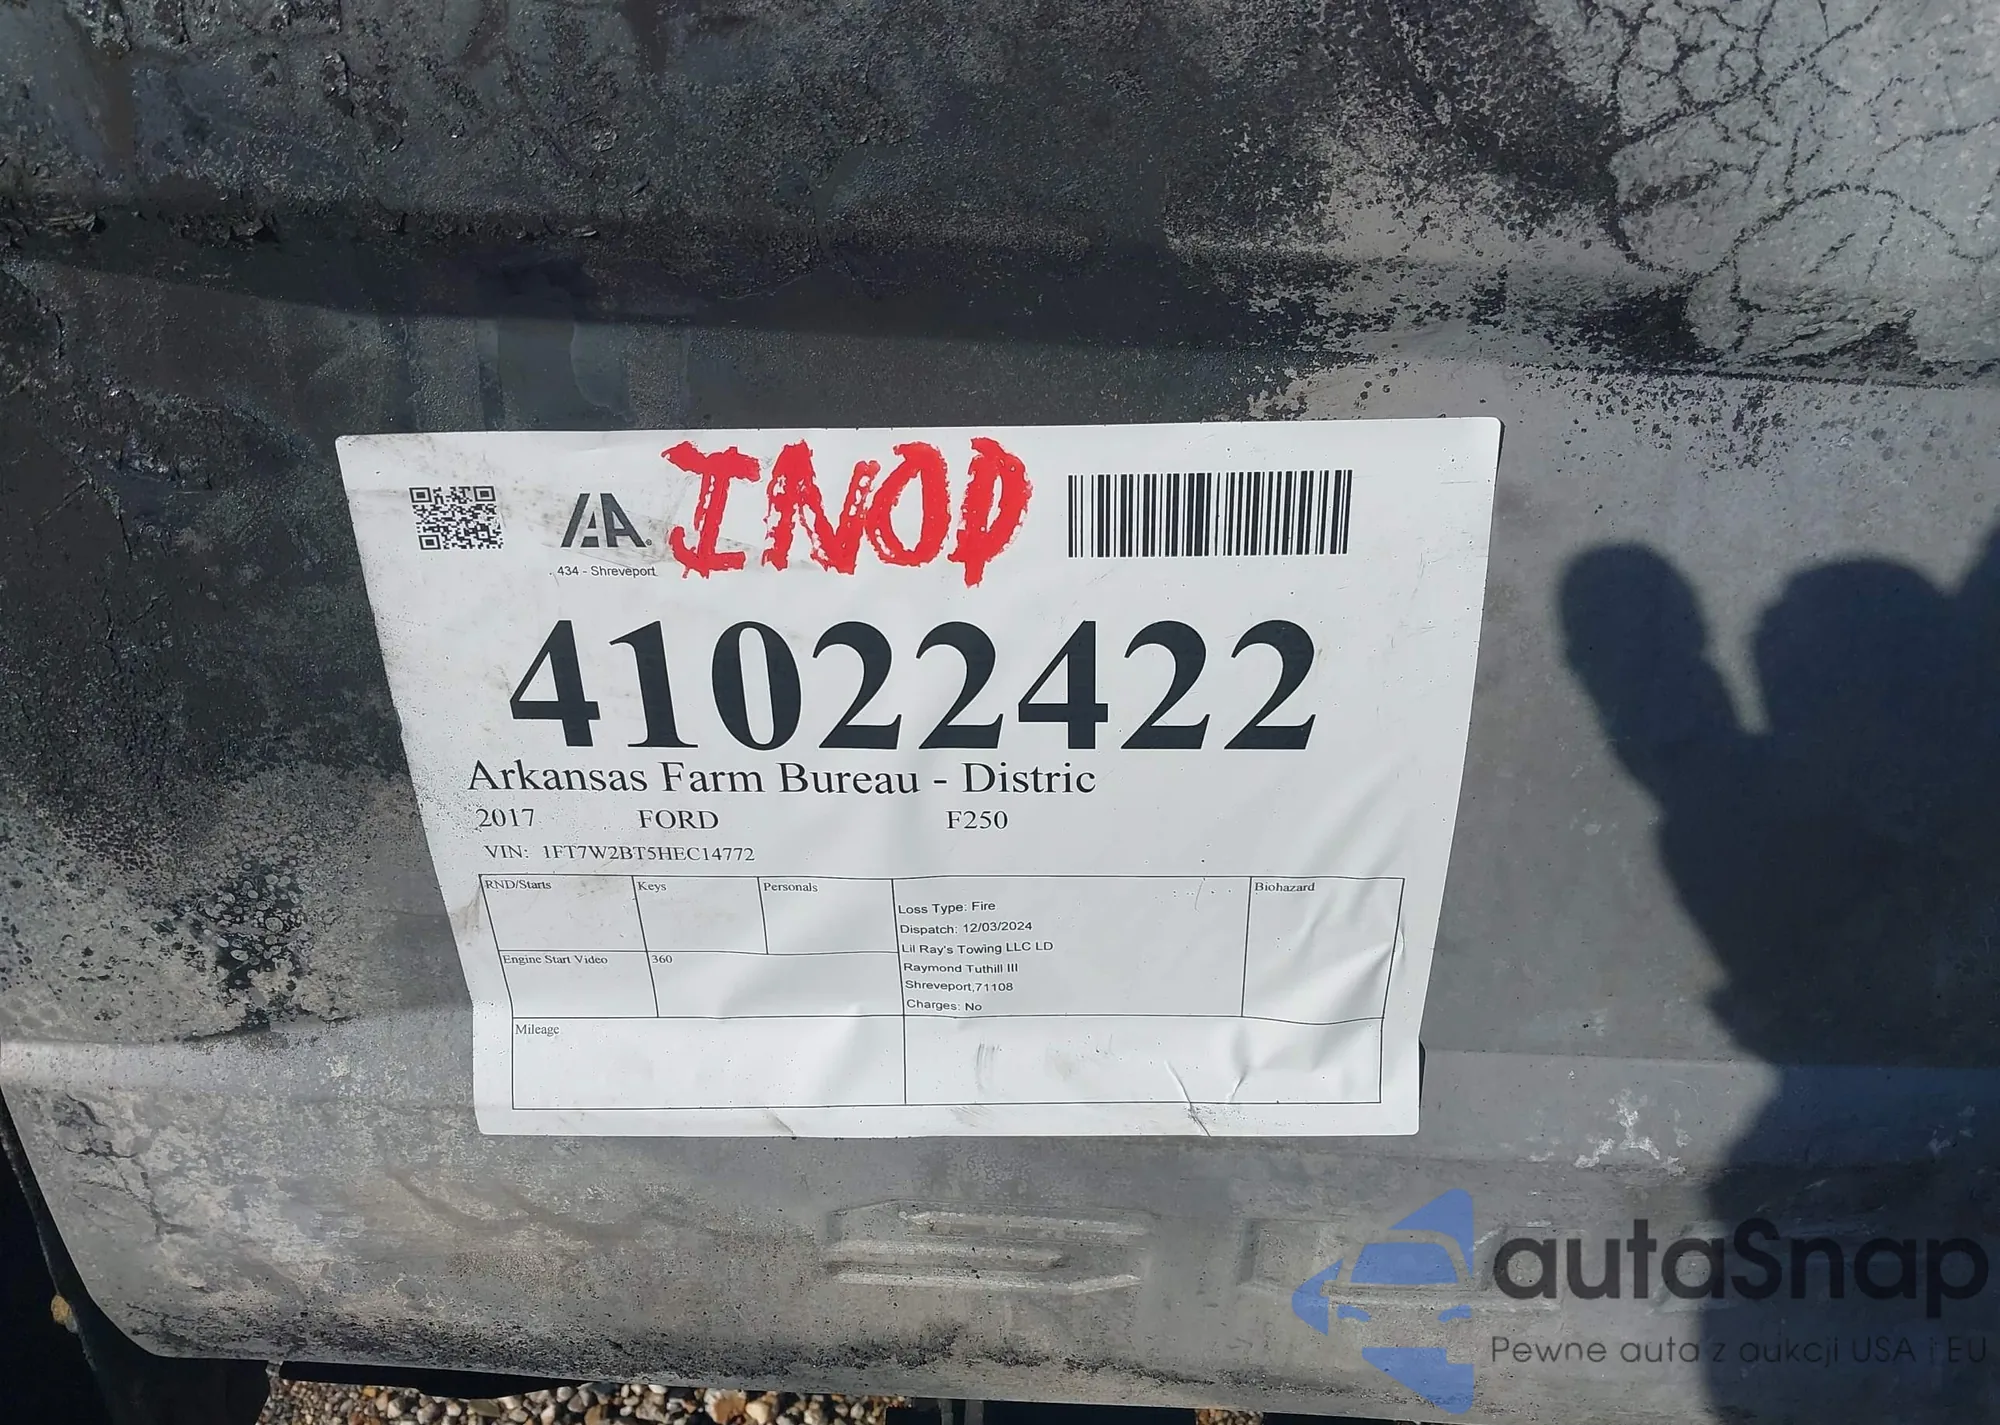 IAA. INOD
434 - Shreveport
41022422
Arkansas Farm Bureau - Distric
2017 FORD F250
VIN: 1FT7W2BT5HEC14772
RND/Starts Keys Personals Biohazard
Loss Type: Fire
Dispatch: 12/03/2024
Lil Ray's Towing LLC LD
Engine Start Video 360
Raymond Tuthill III
Shreveport,71108
Charges: No
Mileage
autaSnap
Pewne auta z aukcji USA i EU